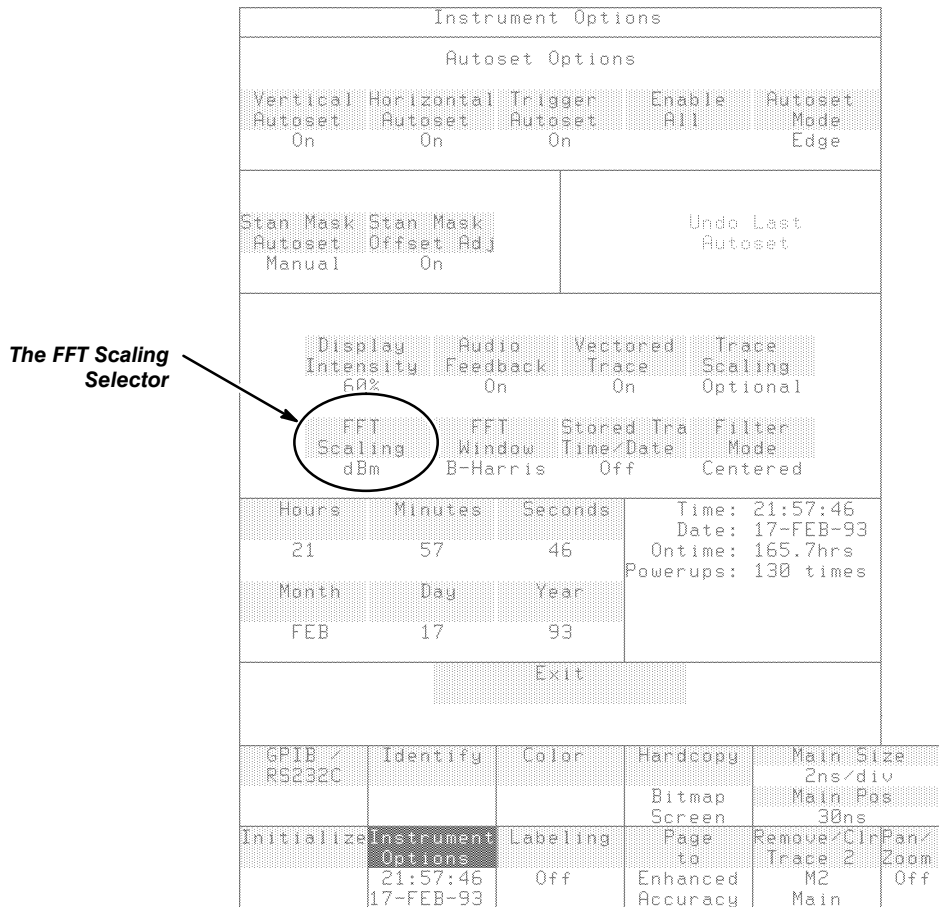 Instrument Options
Autoset Options
Vertical Autoset On
Horizontal Autoset On
Trigger Autoset On
Enable All
Autoset Mode Edge
Stan Mask Autoset Manual
Stan Mask Offset Adj On
Undo Last Autoset
The FFT Scaling Selector
Display Intensity 60%
Audio Feedback On
Vectored Trace On
Trace Scaling Optional
FFT Scaling dBm
FFT Window B-Harris
Stored Tra Time/Date Off
Filter Mode Centered
Hours 21
Minutes 57
Seconds 46
Time: 21:57:46
Date: 17-FEB-93
Ontime: 165.7hrs
Powerups: 130 times
Month FEB
Day 17
Year 93
Exit
GPIB / RS232C
Identify
Color
Hardcopy Bitmap Screen
Main Size 2ns/div
Main Pos 30ns
Initialize
Instrument Options 21:57:46 17-FEB-93
Labeling Off
Page to Enhanced Accuracy
Remove/Clr Trace 2 M2 Main
Pan/ Zoom Off